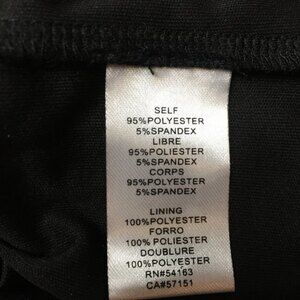 SELF
95%POLYESTER
5%SPANDEX
LIBRE
95%POLIESTER
5%SPANDEX
CORPS
95%POLYESTER
5%SPANDEX
LINING
100%POLYESTER
FORRO
100%POLIESTER
DOUBLURE
100%POLYESTER
RN#54163
CA#57151